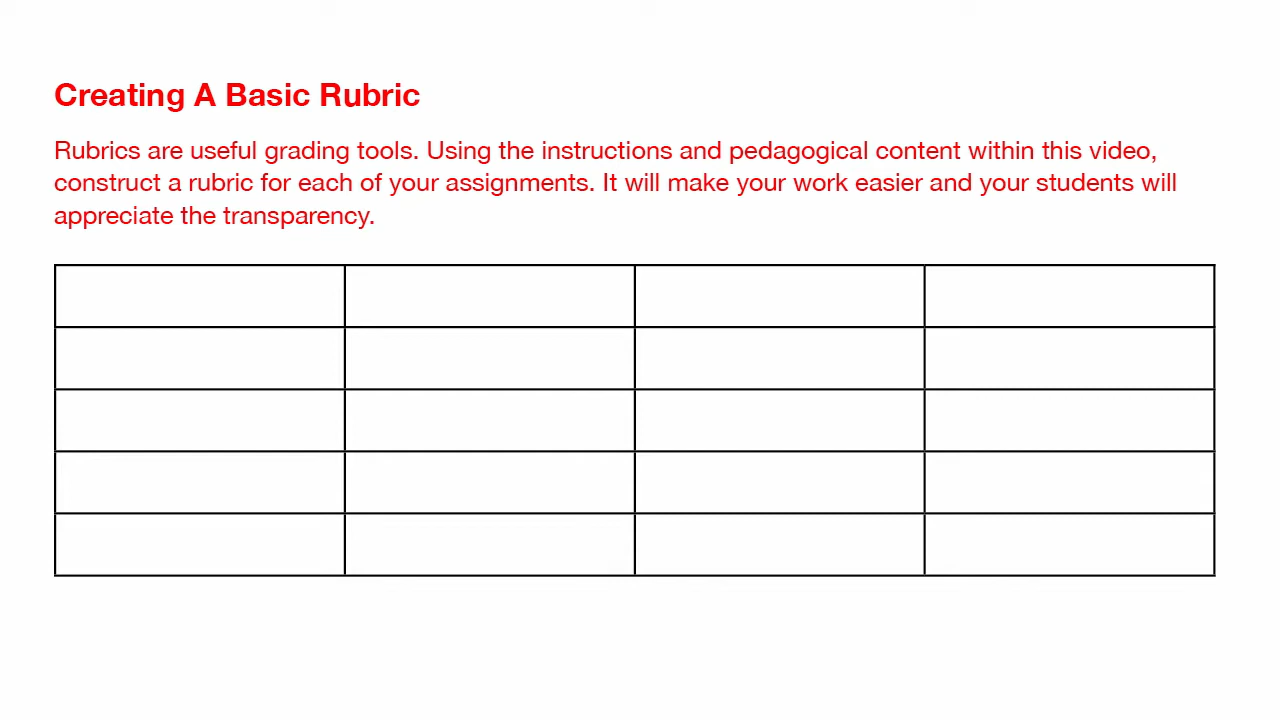 Creating A Basic Rubric
Rubrics are useful grading tools. Using the instructions and pedagogical content within this video,
construct a rubric for each of your assignments. It will make your work easier and your students will
appreciate the transparency.